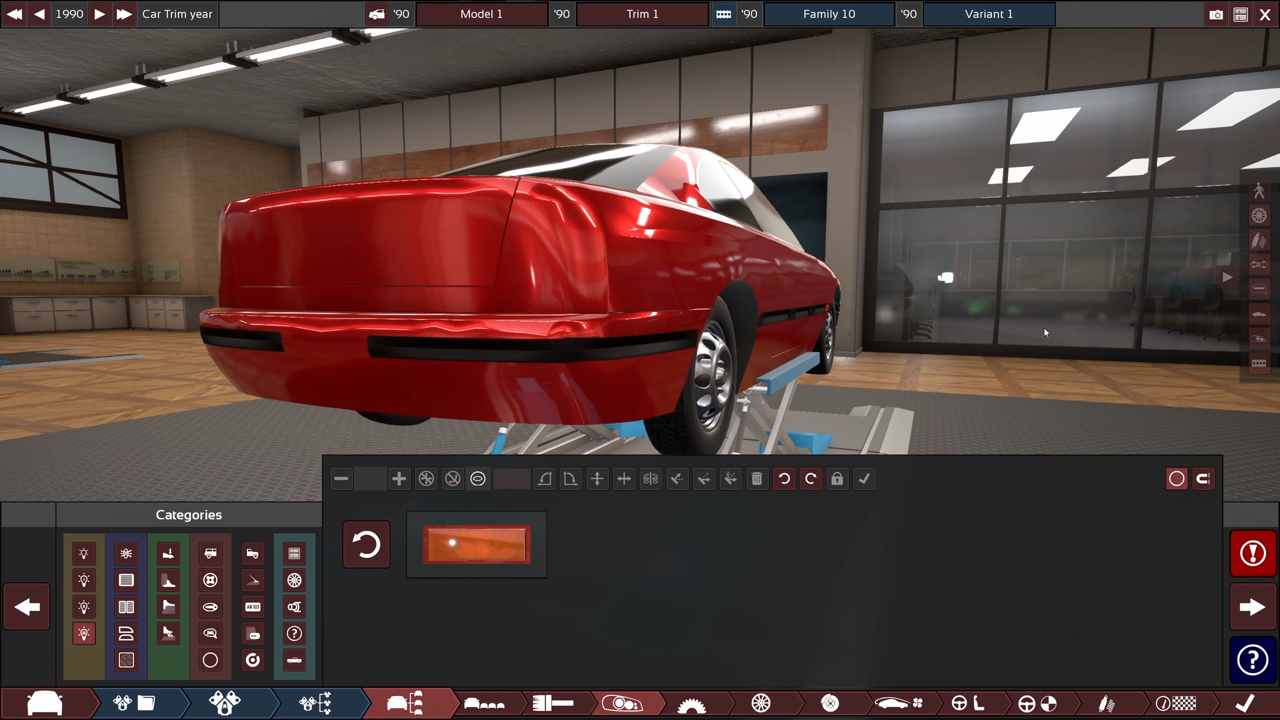 1990
Car Trim year
'90
Model 1
'90
Trim 1
'90
Family 10
'90
Variant 1
Categories